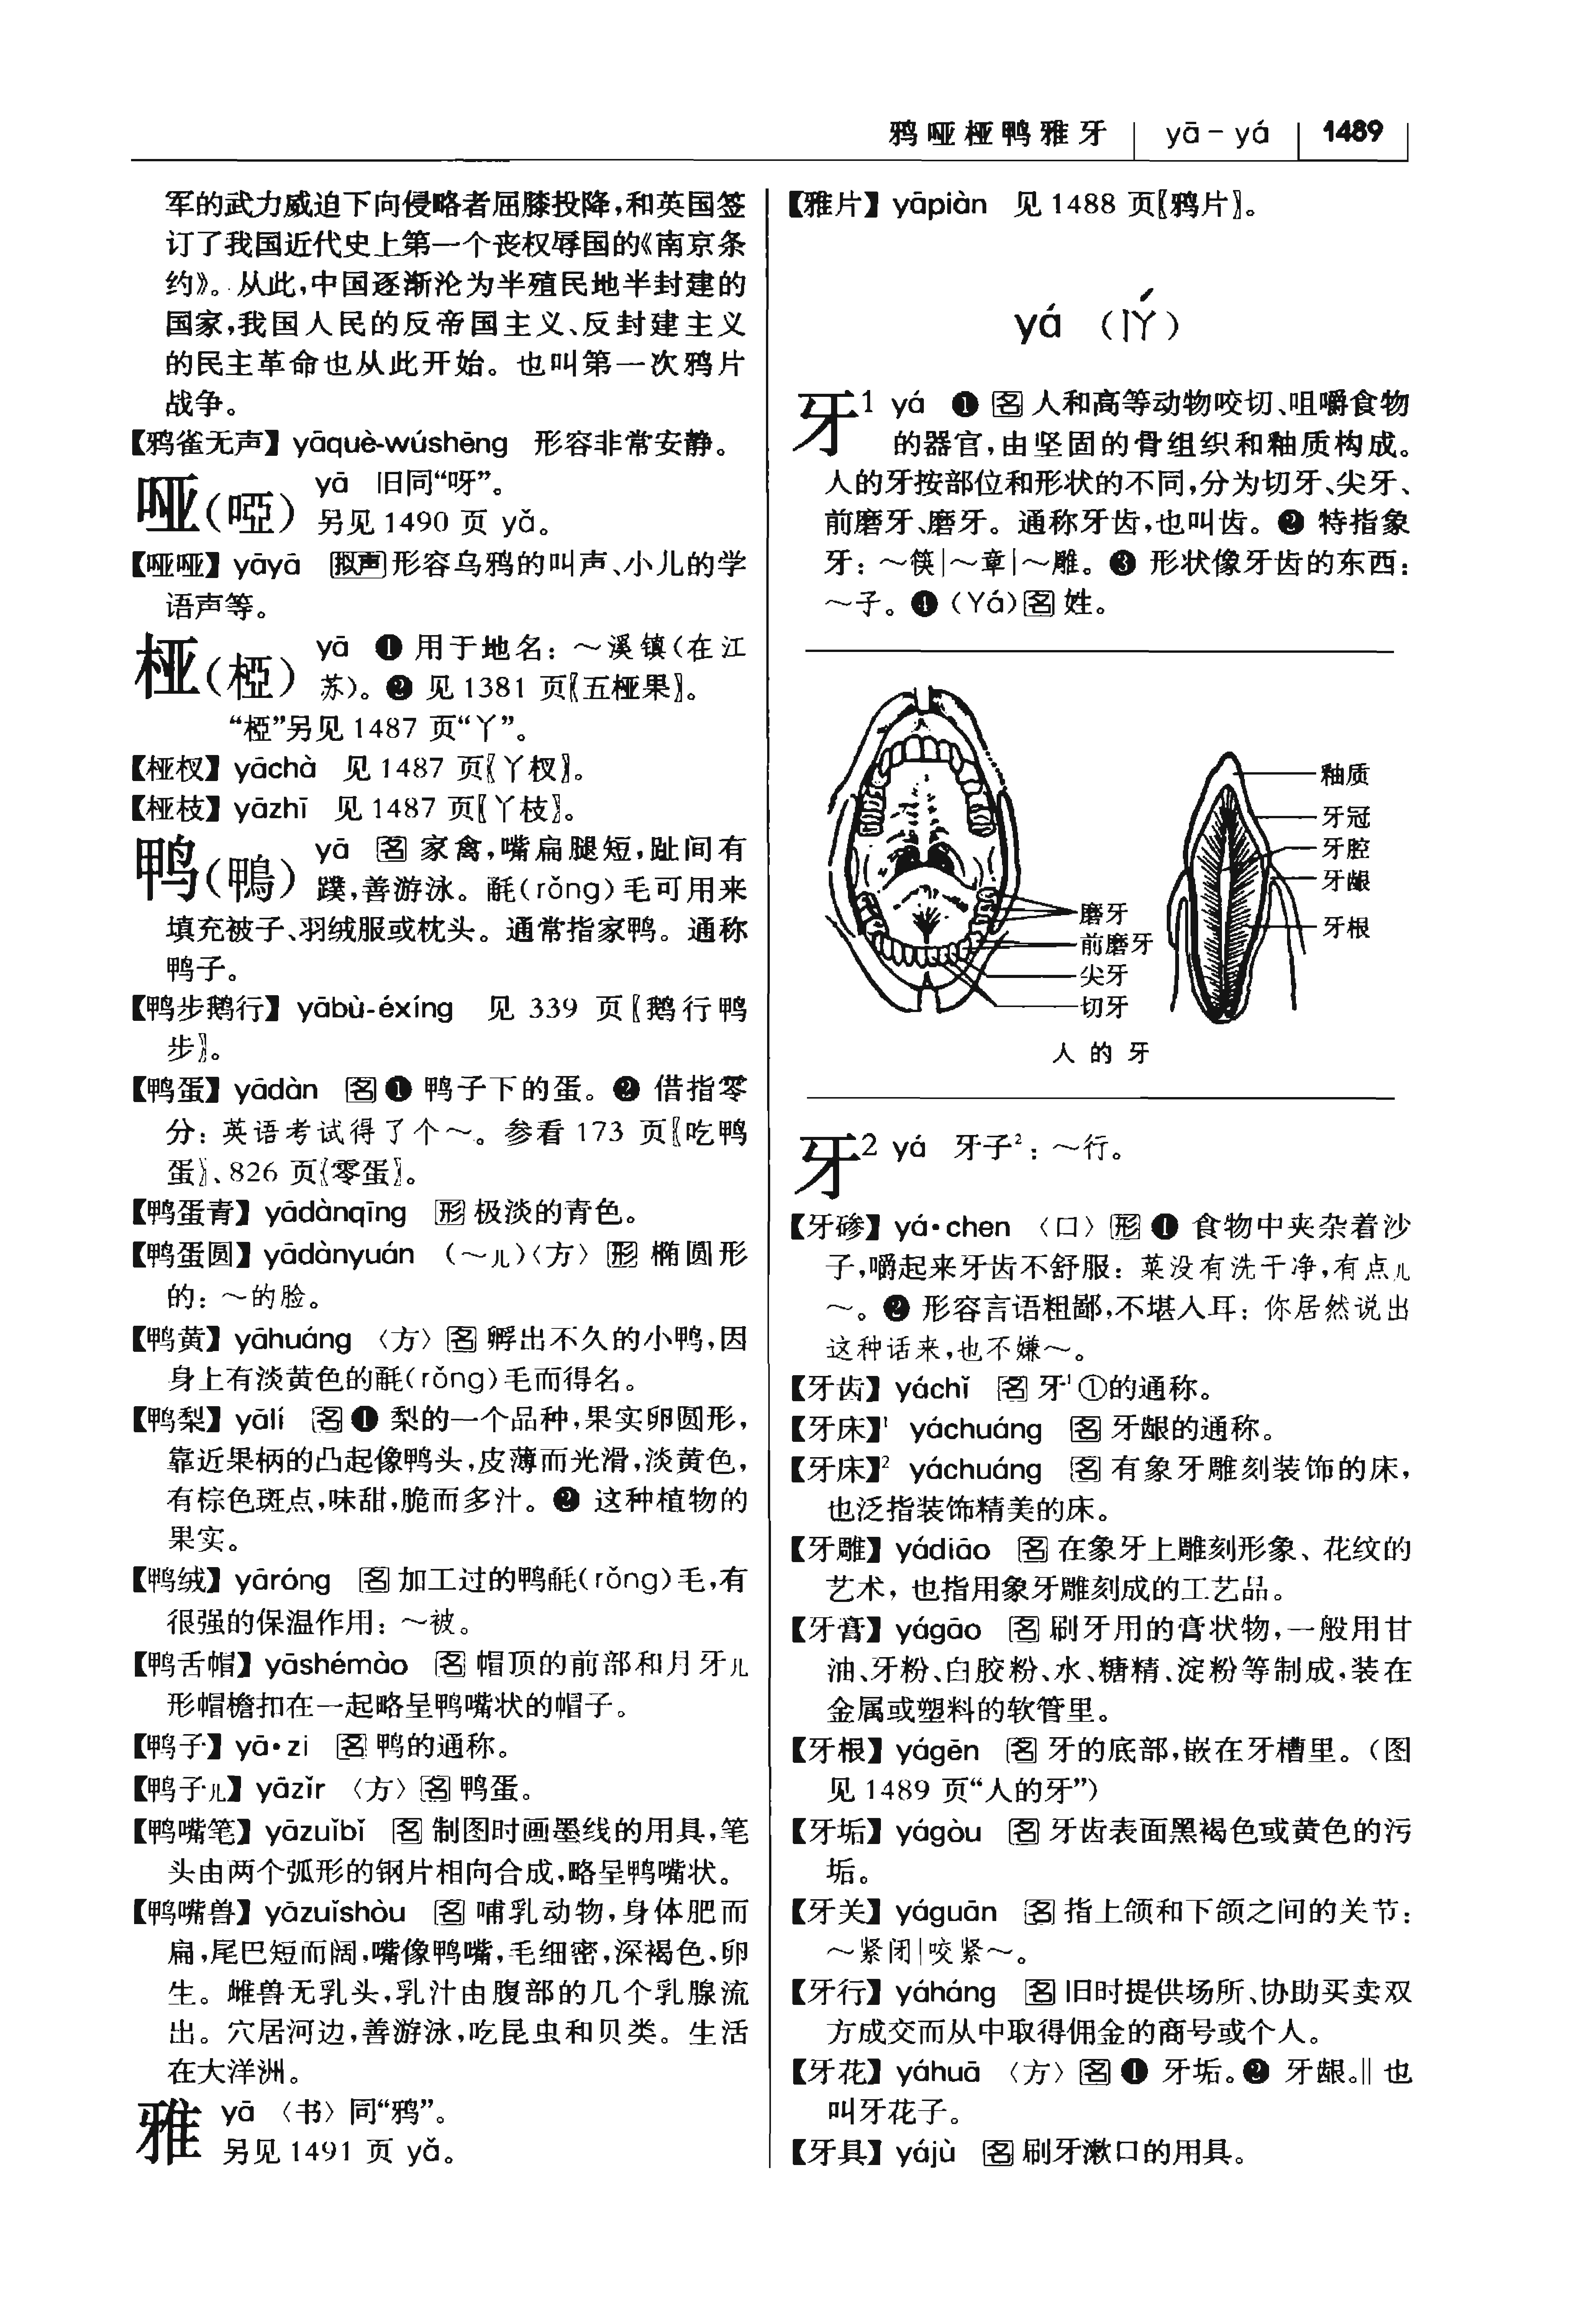 鸦哑桠鸭雅牙 yā－yá 1489
军的武力威迫下向侵略者屈膝投降,和英国签
订了我国近代史上第一个丧权辱国的《南京条
约》。从此,中国逐渐沦为半殖民地半封建的
国家,我国人民的反帝国主义、反封建主义
的民主革命也从此开始。也叫第一次鸦片
战争。
【鸦雀无声】yāquè-wúshēng 形容非常安静。
哑(啞) yā 旧同“呀”。
另见1490 页 yǎ。
【哑哑】yāyā 拟声 形容乌鸦的叫声、小儿的学
语声等。
桠(椏) yā ❶ 用于地名：～溪镇(在江
苏)。❷ 见1381 页〖五桠果〗。
“椏”另见1487 页“丫”。
【桠杈】yāchà 见1487 页〖丫杈〗。
【桠枝】yāzhī 见1487 页〖丫枝〗。
鸭(鴨) yā 名 家禽,嘴扁腿短,趾间有
蹼,善游泳。毧(rǒng)毛可用来
填充被子、羽绒服或枕头。通常指家鸭。通称
鸭子。
【鸭步鹅行】yābù-éxíng 见 339 页〖鹅行鸭
步〗。
【鸭蛋】yādàn 名❶ 鸭子下的蛋。❷ 借指零
分：英语考试得了个～。参看 173 页〖吃鸭
蛋〗、826 页〖零蛋〗。
【鸭蛋青】yādànqīng 形 极淡的青色。
【鸭蛋圆】yādànyuán (～儿)〈方〉形 椭圆形
的：～的脸。
【鸭黄】yāhuáng 〈方〉名 孵出不久的小鸭,因
身上有淡黄色的毧(rǒng)毛而得名。
【鸭梨】yālí 名❶ 梨的一个品种,果实卵圆形,
靠近果柄的凸起像鸭头,皮薄而光滑,淡黄色,
有棕色斑点,味甜,脆而多汁。❷ 这种植物的
果实。
【鸭绒】yāróng 名 加工过的鸭毧(rǒng)毛,有
很强的保温作用：～被。
【鸭舌帽】yāshémào 名 帽顶的前部和月牙儿
形帽檐扣在一起略呈鸭嘴状的帽子。
【鸭子】yā•zi 名 鸭的通称。
【鸭子儿】yāzǐr 〈方〉名 鸭蛋。
【鸭嘴笔】yāzuǐbǐ 名 制图时画墨线的用具,笔
头由两个弧形的钢片相向合成,略呈鸭嘴状。
【鸭嘴兽】yāzuǐshòu 名 哺乳动物,身体肥而
扁,尾巴短而阔,嘴像鸭嘴,毛细密,深褐色,卵
生。雌兽无乳头,乳汁由腹部的几个乳腺流
出。穴居河边,善游泳,吃昆虫和贝类。生活
在大洋洲。
雅 yā 〈书〉同“鸦”。
另见1491 页 yǎ。
【雅片】yāpiàn 见1488 页〖鸦片〗。
yá (ㄧㄚˊ)
牙1 yá ❶ 名 人和高等动物咬切、咀嚼食物
的器官,由坚固的骨组织和釉质构成。
人的牙按部位和形状的不同,分为切牙、尖牙、
前磨牙、磨牙。通称牙齿,也叫齿。❷ 特指象
牙：～筷|～章|～雕。❸ 形状像牙齿的东西：
～子。❹(Yá)名 姓。
磨牙
前磨牙
尖牙
切牙
釉质
牙冠
牙腔
牙龈
牙根
人的牙
牙2 yá 牙子²：～行。
【牙碜】yá•chen 〈口〉形❶ 食物中夹杂着沙
子,嚼起来牙齿不舒服：菜没有洗干净,有点儿
～。❷ 形容言语粗鄙,不堪入耳：你居然说出
这种话来,也不嫌～。
【牙齿】yáchǐ 名 牙¹①的通称。
【牙床】¹ yáchuáng 名 牙龈的通称。
【牙床】² yáchuáng 名 有象牙雕刻装饰的床,
也泛指装饰精美的床。
【牙雕】yádiāo 名 在象牙上雕刻形象、花纹的
艺术，也指用象牙雕刻成的工艺品。
【牙膏】yágāo 名 刷牙用的膏状物,一般用甘
油、牙粉、白胶粉、水、糖精、淀粉等制成,装在
金属或塑料的软管里。
【牙根】yágēn 名 牙的底部,嵌在牙槽里。(图
见1489 页“人的牙”)
【牙垢】yágòu 名 牙齿表面黑褐色或黄色的污
垢。
【牙关】yáguān 名 指上颌和下颌之间的关节：
～紧闭|咬紧～。
【牙行】yáháng 名 旧时提供场所、协助买卖双
方成交而从中取得佣金的商号或个人。
【牙花】yáhuā 〈方〉名❶ 牙垢。❷ 牙龈。‖也
叫牙花子。
【牙具】yájù 名 刷牙漱口的用具。